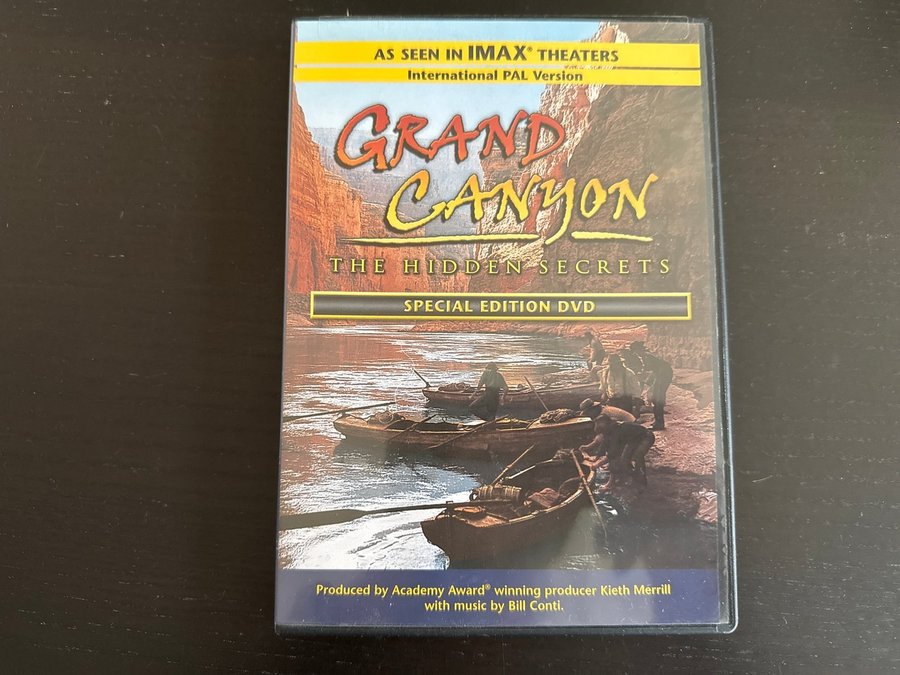 AS SEEN IN IMAX® THEATERS
International PAL Version
GRAND
CANYON
THE HIDDEN SECRETS
SPECIAL EDITION DVD
Produced by Academy Award® winning producer Kieth Merrill
with music by Bill Conti.